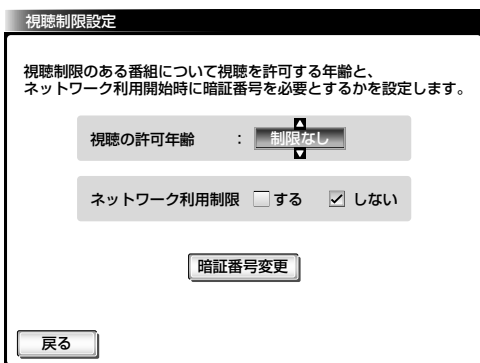 視聴制限設定
視聴制限のある番組について視聴を許可する年齢と、
ネットワーク利用開始時に暗証番号を必要とするかを設定します。
視聴の許可年齢 : 制限なし
ネットワーク利用制限 する しない
暗証番号変更
戻る